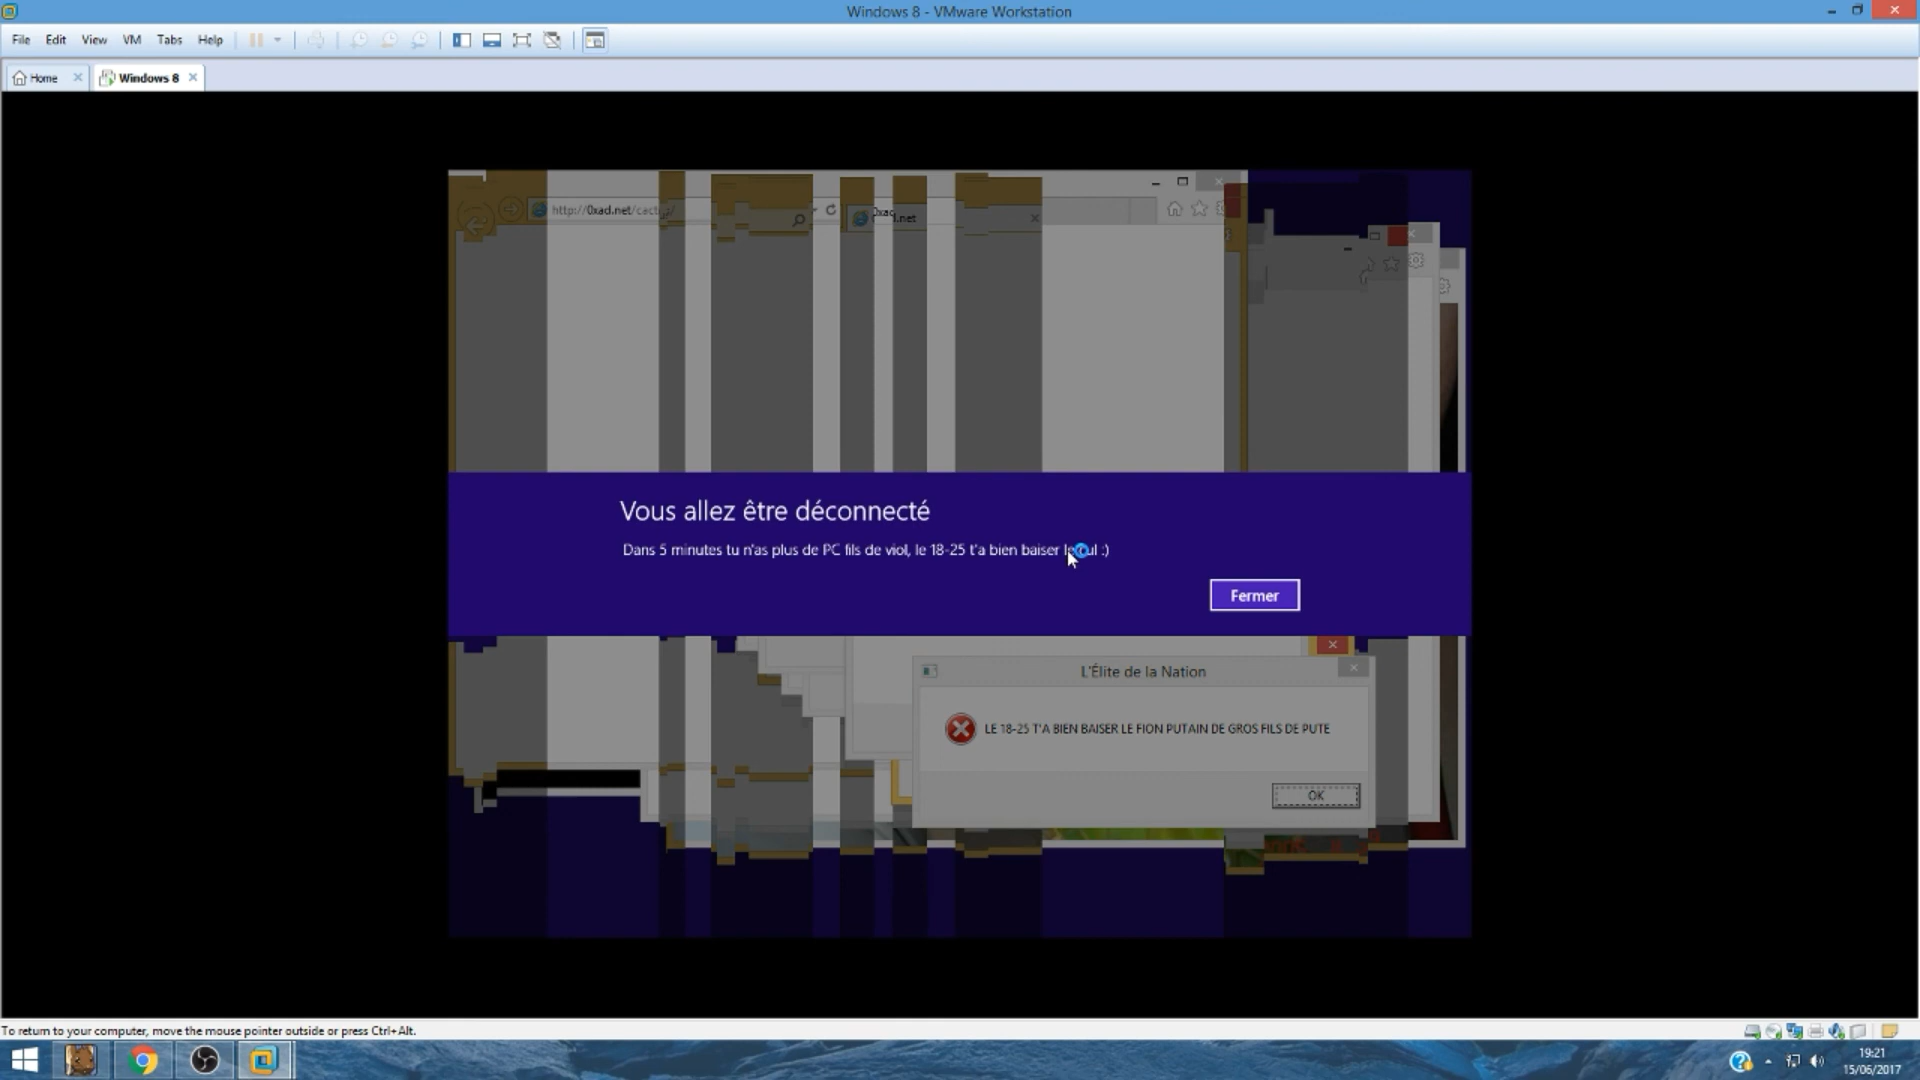 Windows 8 - VMware Workstation
File Edit View VM Tabs Help
Home Windows 8
http://0xad.net/
Vous allez être déconnecté
Dans 5 minutes tu n'as plus de PC fils de viol, le 18-25 t'a bien baiser :)
Fermer
L'Élite de la Nation
LE 18-25 T'A BIEN BAISER LE FION PUTAIN DE GROS FILS DE PUTE
OK
To return to your computer, move the mouse pointer outside or press Ctrl+Alt.
19:21
15/06/2017